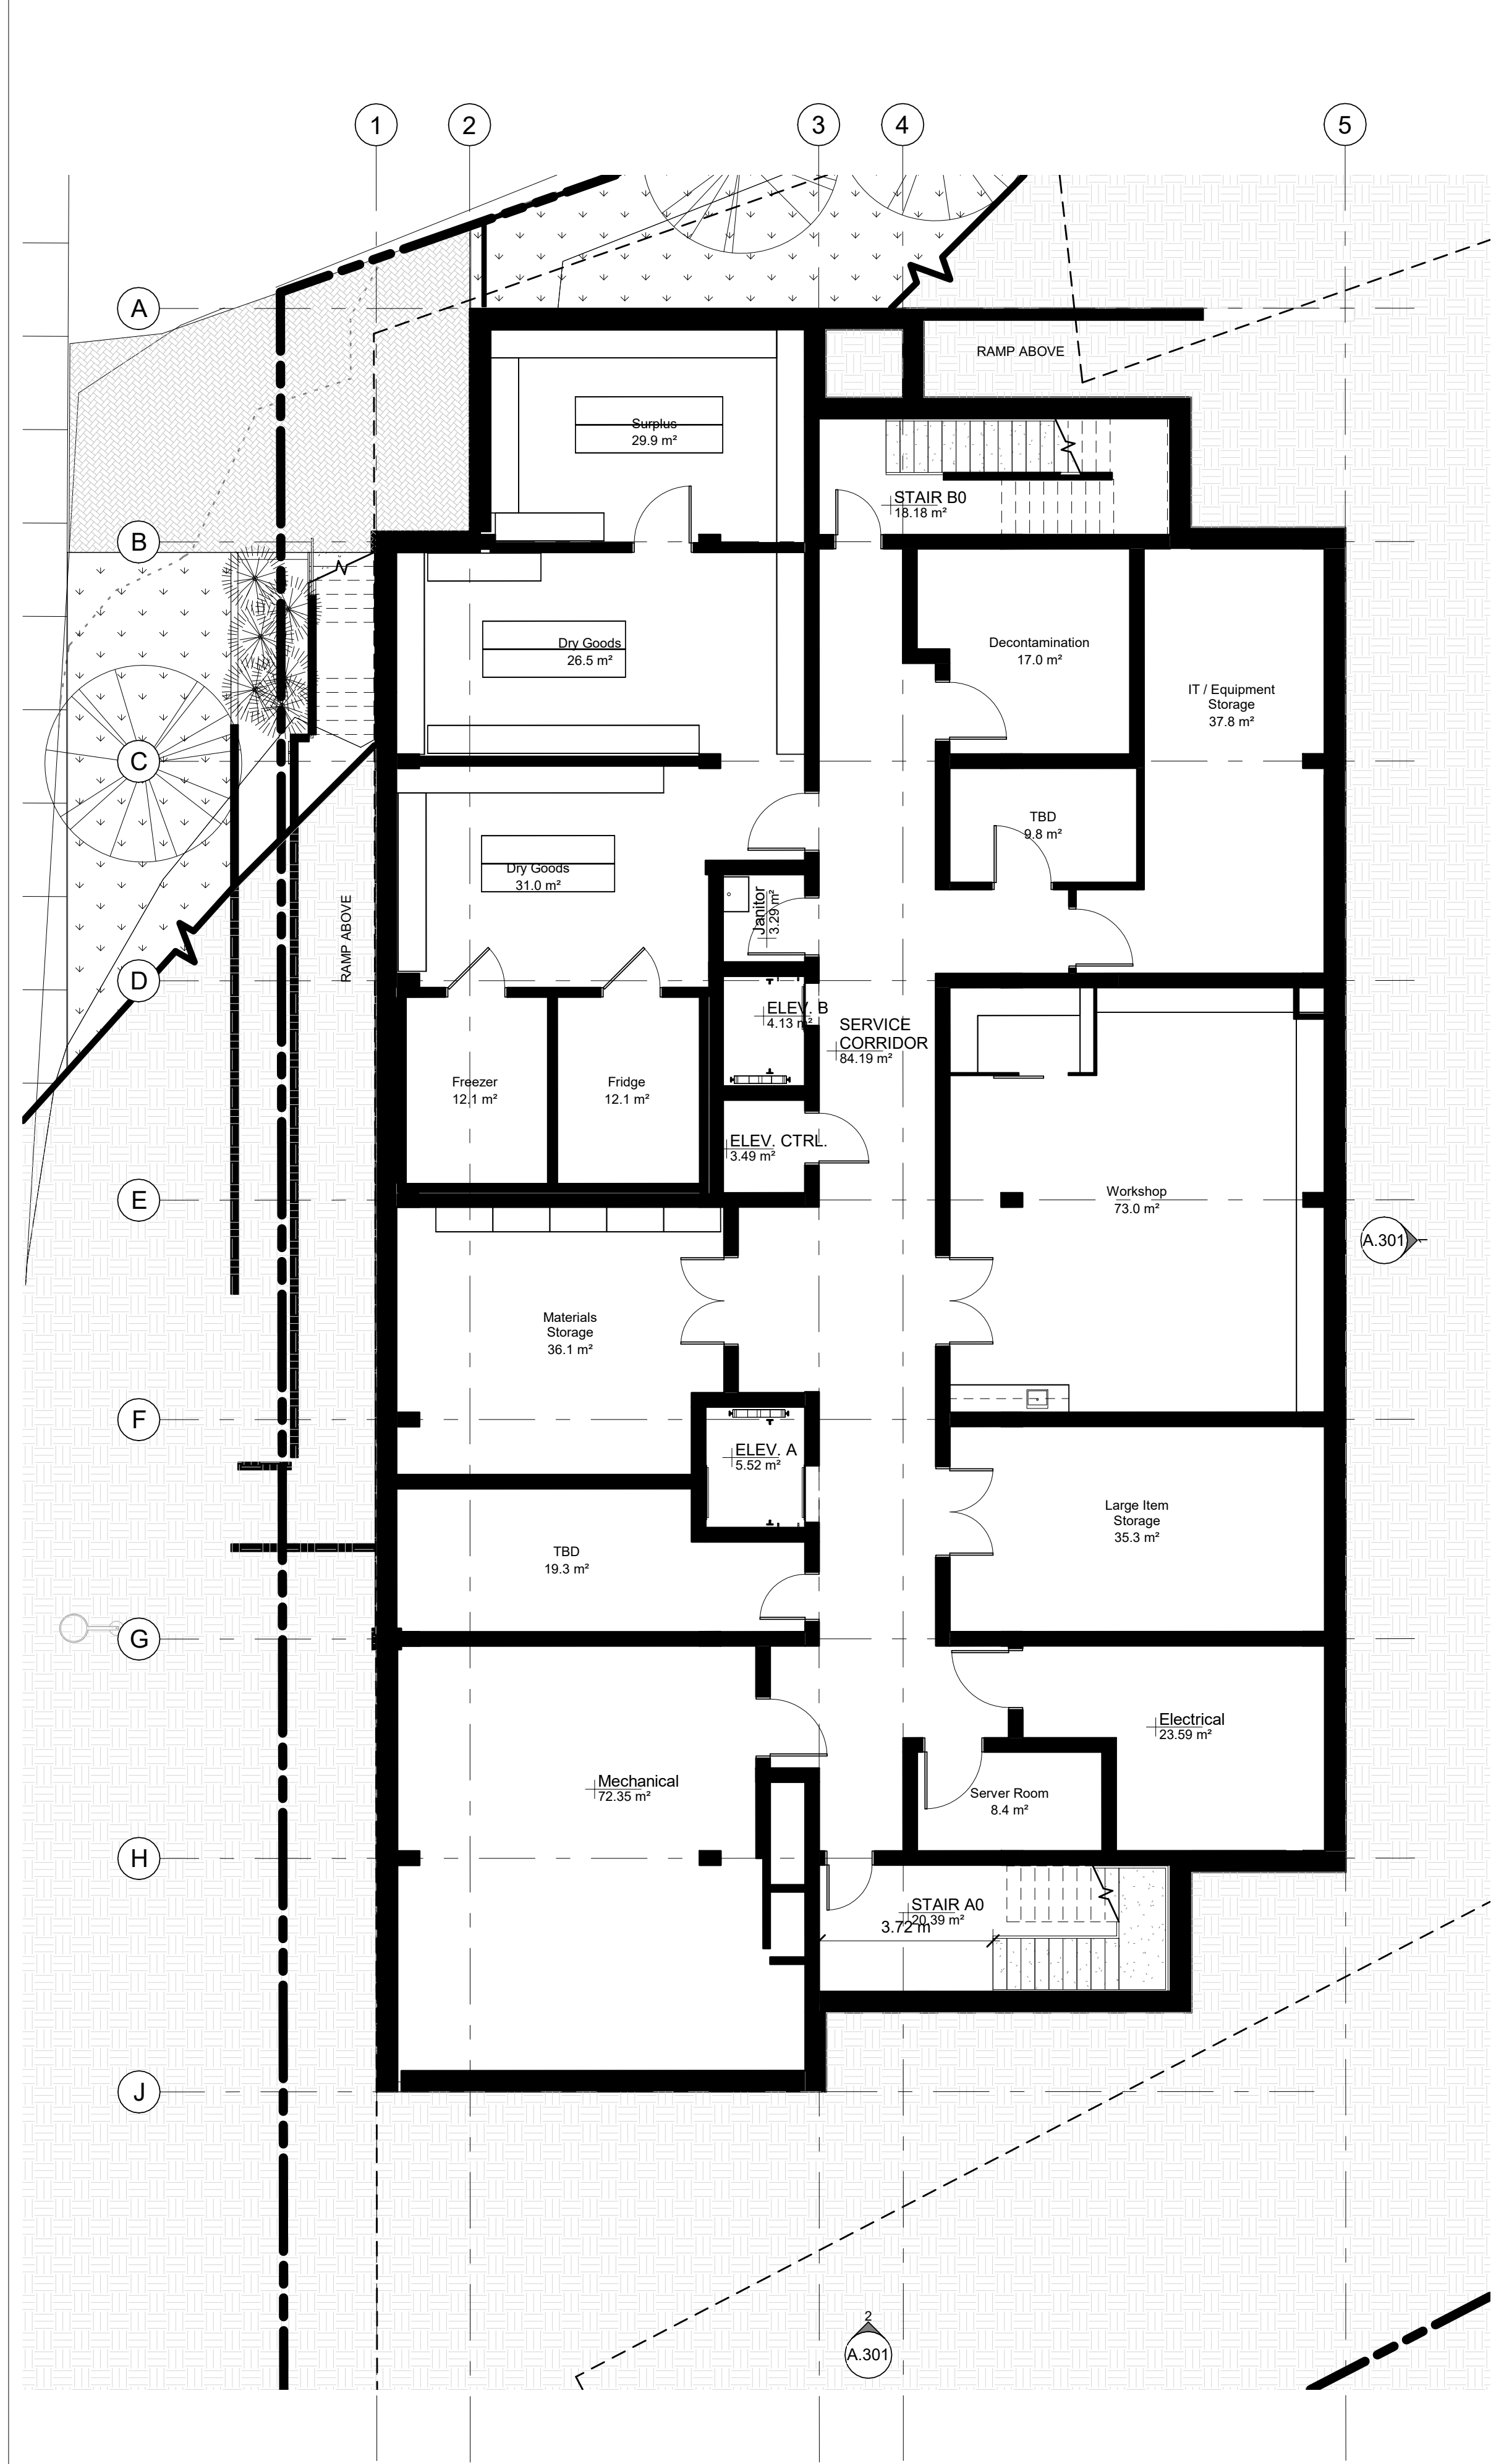 1
2
3
4
5
A
RAMP ABOVE
Surplus
29.9 m²
STAIR B0
18.18 m²
B
Dry Goods
26.5 m²
Decontamination
17.0 m²
IT / Equipment
Storage
37.8 m²
C
TBD
9.8 m²
Dry Goods
31.0 m²
Janitor
3.29 m²
RAMP ABOVE
D
ELEV. B
4.13 m²
SERVICE
CORRIDOR
84.19 m²
Freezer
12.1 m²
Fridge
12.1 m²
ELEV. CTRL.
3.49 m²
E
Workshop
73.0 m²
A.301
1
Materials
Storage
36.1 m²
F
ELEV. A
5.52 m²
Large Item
Storage
35.3 m²
TBD
19.3 m²
G
Electrical
23.59 m²
Mechanical
72.35 m²
Server Room
8.4 m²
H
STAIR A0
20.39 m²
3.72 m
J
2
A.301